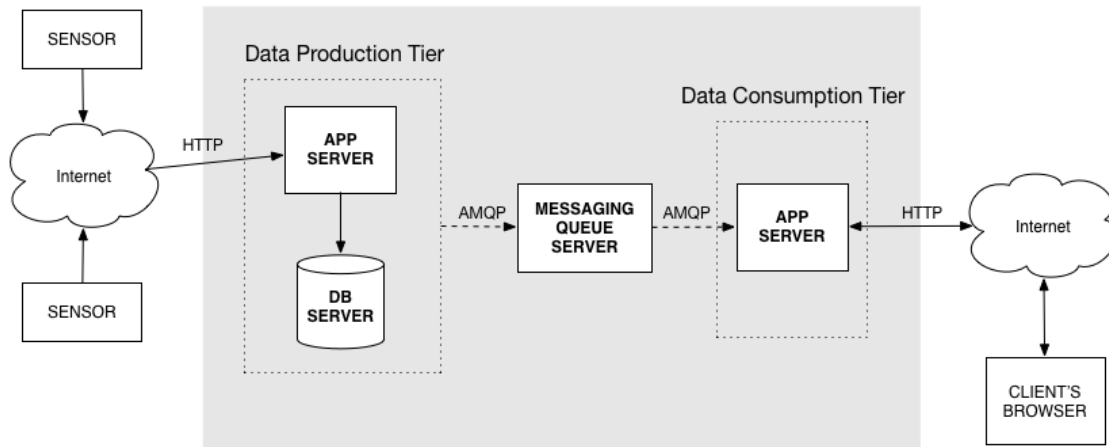 SENSOR
Data Production Tier
Data Consumption Tier
HTTP
APP
SERVER
Internet
AMQP
MESSAGING
QUEUE
SERVER
AMQP
APP
SERVER
HTTP
Internet
SENSOR
DB
SERVER
CLIENT'S
BROWSER